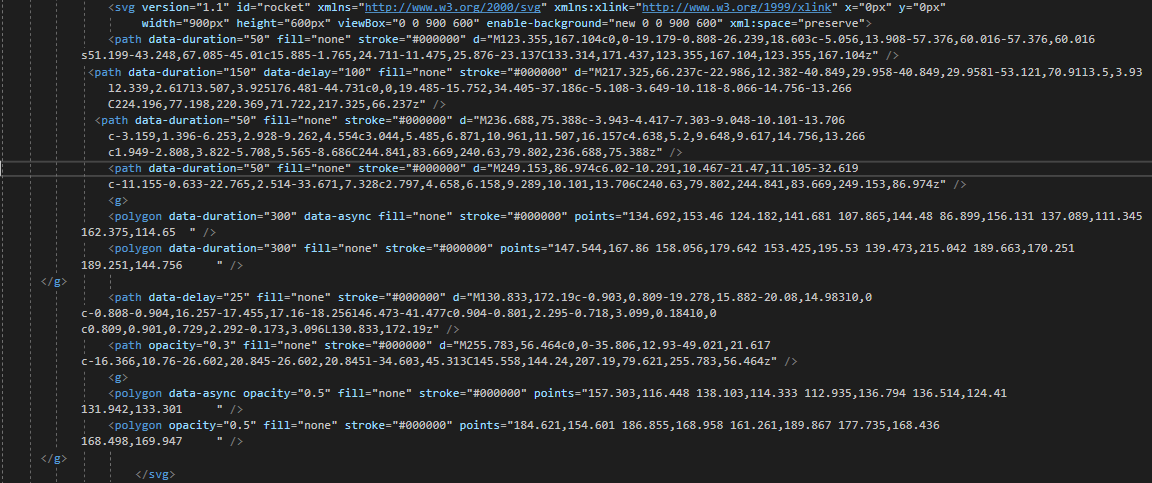 <svg version="1.1" id="rocket" xmlns="http://www.w3.org/2000/svg" xmlns:xlink="http://www.w3.org/1999/xlink" x="0px" y="0px"
width="900px" height="600px" viewBox="0 0 900 600" enable-background="new 0 0 900 600" xml:space="preserve">
<path data-duration="50" fill="none" stroke="#000000" d="M123.355,167.104c0,0-19.179-0.808-26.239,18.603c-5.056,13.908-57.376,60.016-57.376,60.016
s51.199-43.248,67.085-45.01c15.885-1.765,24.711-11.475,25.876-23.137C133.314,171.437,123.355,167.104,123.355,167.104z" />
<path data-duration="150" data-delay="100" fill="none" stroke="#000000" d="M217.325,66.237c-22.986,12.382-40.849,29.958-40.849,29.958l-53.121,70.91l3.5,3.93
l2.339,2.617l3.507,3.925l76.481-44.731c0,0,19.485-15.752,34.405-37.186c-5.108-3.649-10.118-8.066-14.756-13.266
C224.196,77.198,220.369,71.722,217.325,66.237z" />
<path data-duration="50" fill="none" stroke="#000000" d="M236.688,75.388c-3.943-4.417-7.303-9.048-10.101-13.706
c-3.159,1.396-6.253,2.928-9.262,4.554c3.044,5.485,6.871,10.961,11.507,16.157c4.638,5.2,9.648,9.617,14.756,13.266
c1.949-2.808,3.822-5.708,5.565-8.686C244.841,83.669,240.63,79.802,236.688,75.388z" />
<path data-duration="50" fill="none" stroke="#000000" d="M249.153,86.974c6.02-10.291,10.467-21.47,11.105-32.619
c-11.155-0.633-22.765,2.514-33.671,7.328c2.797,4.658,6.158,9.289,10.101,13.706C240.63,79.802,244.841,83.669,249.153,86.974z" />
<g>
<polygon data-duration="300" data-async fill="none" stroke="#000000" points="134.692,153.46 124.182,141.681 107.865,144.48 86.899,156.131 137.089,111.345
162.375,114.65 " />
<polygon data-duration="300" fill="none" stroke="#000000" points="147.544,167.86 158.056,179.642 153.425,195.53 139.473,215.042 189.663,170.251
189.251,144.756 " />
</g>
<path data-delay="25" fill="none" stroke="#000000" d="M130.833,172.19c-0.903,0.809-19.278,15.882-20.08,14.983l0,0
c-0.808-0.904,16.257-17.455,17.16-18.256l46.473-41.477c0.904-0.801,2.295-0.718,3.099,0.184l0,0
c0.809,0.901,0.729,2.292-0.173,3.096L130.833,172.19z" />
<path opacity="0.3" fill="none" stroke="#000000" d="M255.783,56.464c0,0-35.806,12.93-49.021,21.617
c-16.366,10.76-26.602,20.845-26.602,20.845l-34.603,45.313C145.558,144.24,207.19,79.621,255.783,56.464z" />
<g>
<polygon data-async opacity="0.5" fill="none" stroke="#000000" points="157.303,116.448 138.103,114.333 112.935,136.794 136.514,124.41
131.942,133.301 " />
<polygon opacity="0.5" fill="none" stroke="#000000" points="184.621,154.601 186.855,168.958 161.261,189.867 177.735,168.436
168.498,169.947 " />
</g>
</svg>